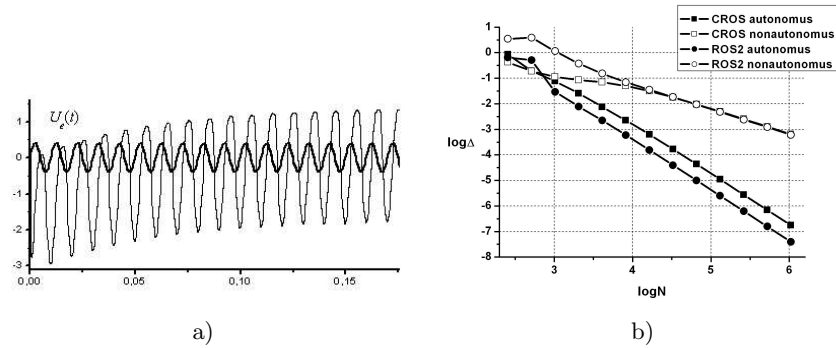 U_e(t)
1
0
-1
-2
-3
0,00
0,05
0,10
0,15
a)
CROS autonomus
CROS nonautonomus
ROS2 autonomus
ROS2 nonautonomus
1
0
-1
-2
-3
logΔ
-4
-5
-6
-7
-8
3
4
5
6
logN
b)